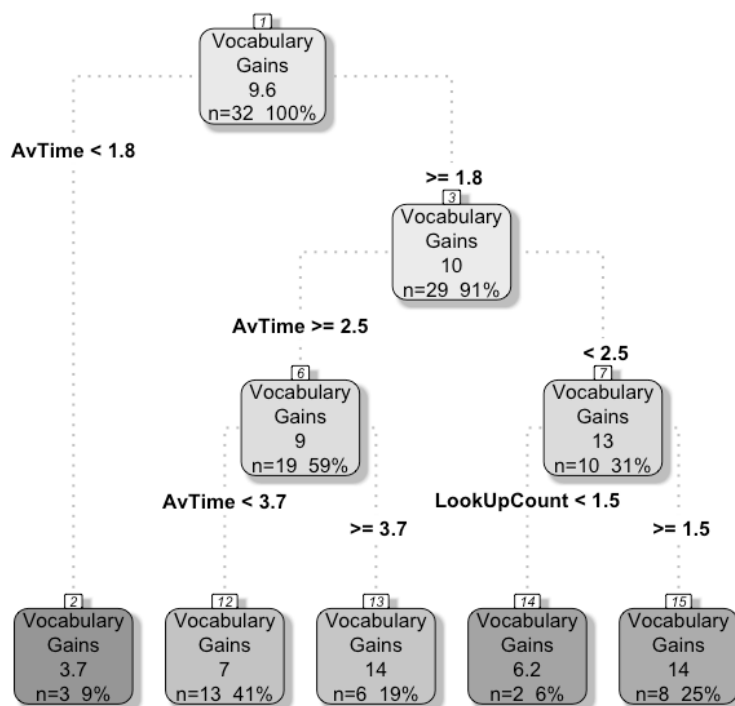 1
Vocabulary
Gains
9.6
n=32 100%
AvTime < 1.8
>= 1.8
3
Vocabulary
Gains
10
n=29 91%
AvTime >= 2.5
< 2.5
6
Vocabulary
Gains
9
n=19 59%
7
Vocabulary
Gains
13
n=10 31%
AvTime < 3.7
>= 3.7
LookUpCount < 1.5
>= 1.5
2
Vocabulary
Gains
3.7
n=3 9%
12
Vocabulary
Gains
7
n=13 41%
13
Vocabulary
Gains
14
n=6 19%
14
Vocabulary
Gains
6.2
n=2 6%
15
Vocabulary
Gains
14
n=8 25%